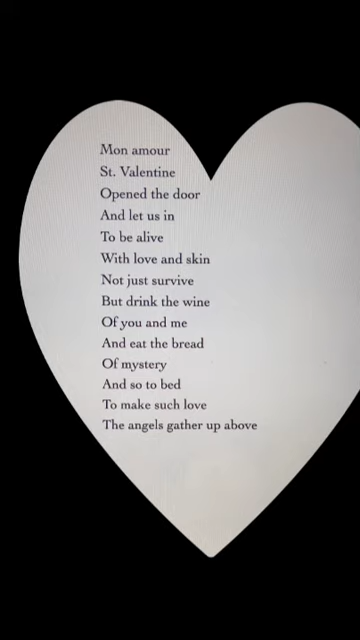 Mon amour
St. Valentine
Opened the door
And let us in
To be alive
With love and skin
Not just survive
But drink the wine
Of you and me
And eat the bread
Of mystery
And so to bed
To make such love
The angels gather up above